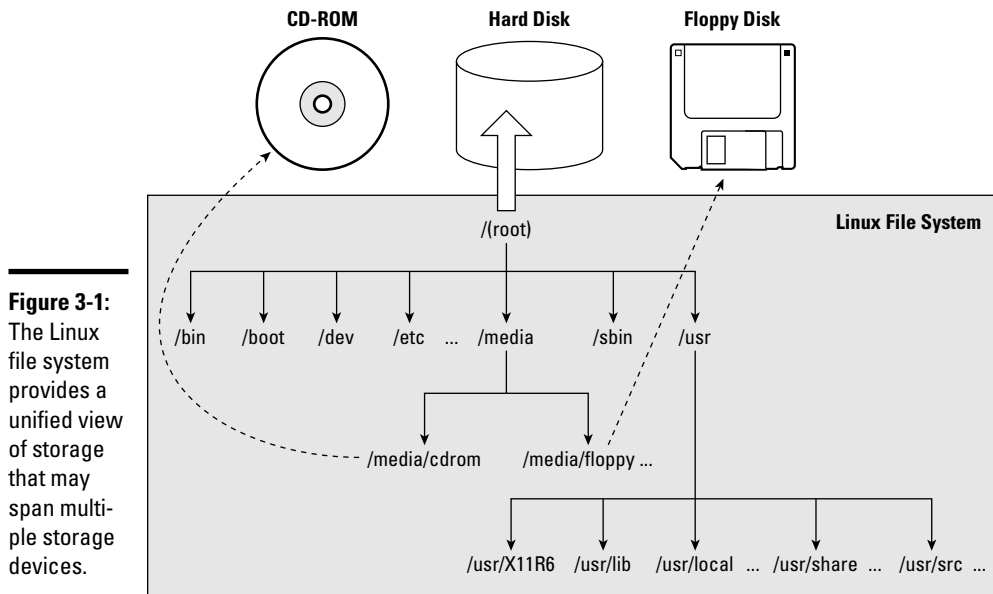 CD-ROM Hard Disk Floppy Disk
Linux File System
/(root)
/bin /boot /dev /etc ... /media /sbin /usr
/media/cdrom /media/floppy ...
/usr/X11R6 /usr/lib /usr/local ... /usr/share ... /usr/src ...
Figure 3-1:
The Linux
file system
provides a
unified view
of storage
that may
span multi-
ple storage
devices.